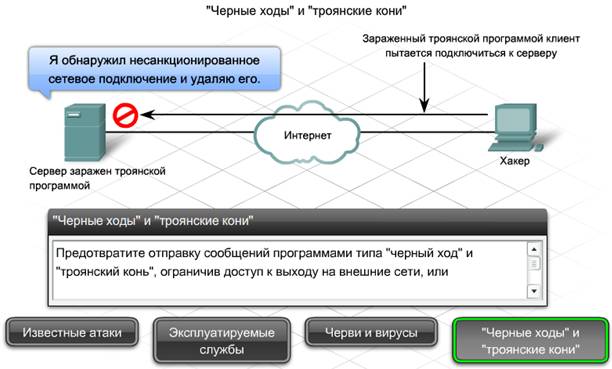 "Черные ходы" и "троянские кони"
Зараженный троянской программой клиент
пытается подключиться к серверу
Я обнаружил несанкционированное
сетевое подключение и удаляю его.
Интернет
Хакер
Сервер заражен троянской
программой
"Черные ходы" и "троянские кони"
Предотвратите отправку сообщений программами типа "черный ход" и
"троянский конь", ограничив доступ к выходу на внешние сети, или
Известные атаки
Эксплуатируемые
службы
Черви и вирусы
"Черные ходы" и
"троянские кони"